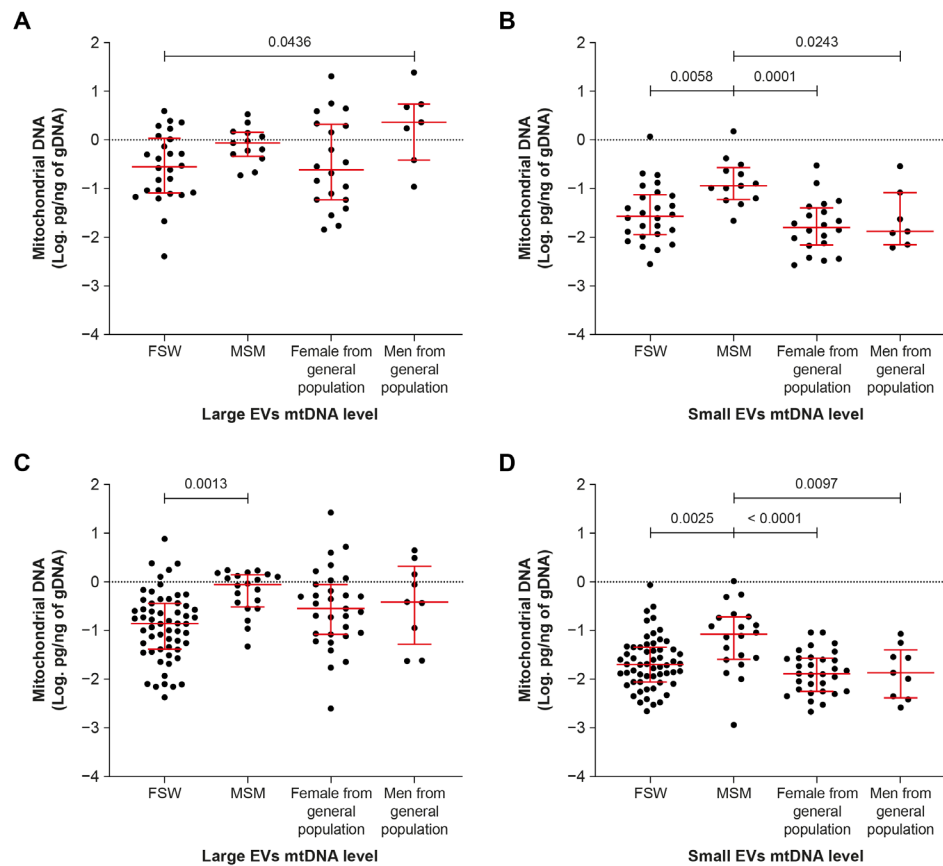 A
Mitochondrial DNA
(Log. pg/ng of gDNA)
2
1
0
−1
−2
−3
−4
0.0436
FSW
MSM
Female from
general
population
Men from
general
population
Large EVs mtDNA level
B
Mitochondrial DNA
(Log. pg/ng of gDNA)
2
1
0
−1
−2
−3
−4
0.0243
0.0058
0.0001
FSW
MSM
Female from
general
population
Men from
general
population
Small EVs mtDNA level
C
Mitochondrial DNA
(Log. pg/ng of gDNA)
2
1
0
−1
−2
−3
−4
0.0013
FSW
MSM
Female from
general
population
Men from
general
population
Large EVs mtDNA level
D
Mitochondrial DNA
(Log. pg/ng of gDNA)
2
1
0
−1
−2
−3
−4
0.0097
0.0025
< 0.0001
FSW
MSM
Female from
general
population
Men from
general
population
Small EVs mtDNA level